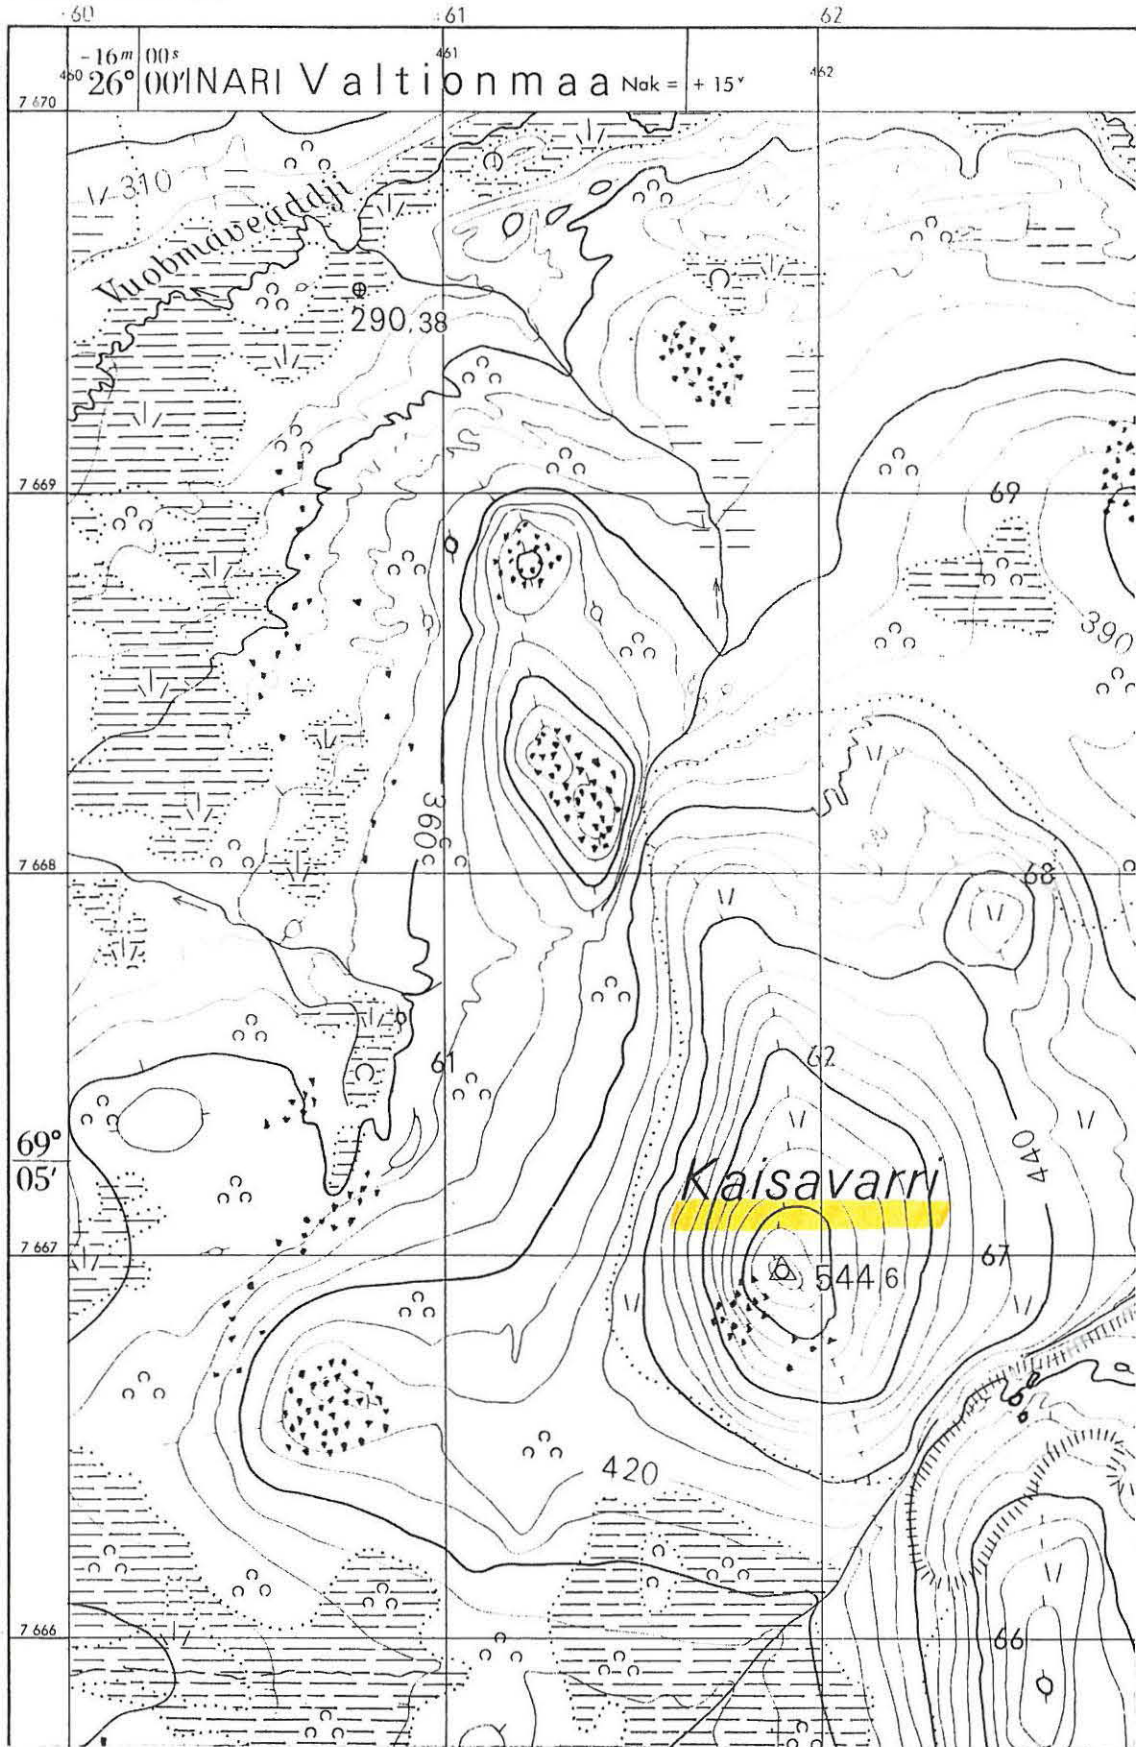 60 61 62
-16ᵐ 00ˢ 461
460 26° 00' INARI Valtionmaa Nak = + 15ᵛ 462
7 670
310
Vuobmaveaddji
290,38
7 669 69
390
360
7 668 68
61 62
69°
05'
440
Kaisavarri
7 667 67
544,6
420
7 666 66